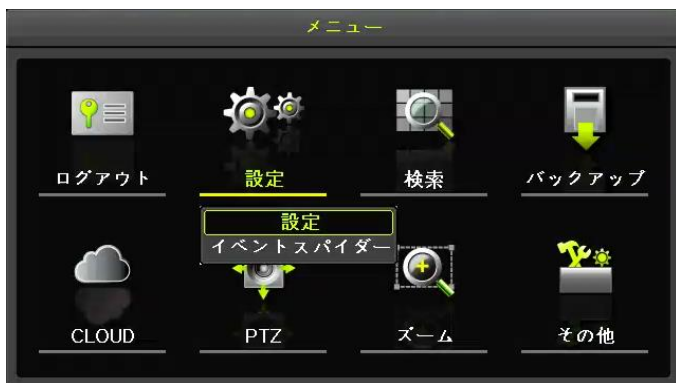 メニュー
ログアウト 設定 検索 バックアップ
設定
イベントスパイダー
CLOUD PTZ ズーム その他